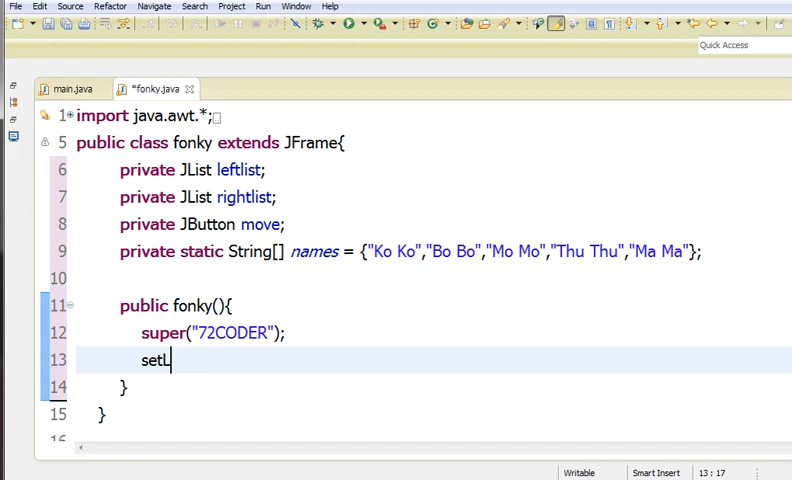 File Edit Source Refactor Navigate Search Project Run Window Help
Quick Access
main.java *fonky.java
1 import java.awt.*;
5 public class fonky extends JFrame{
6 private JList leftlist;
7 private JList rightlist;
8 private JButton move;
9 private static String[] names = {"Ko Ko","Bo Bo","Mo Mo","Thu Thu","Ma Ma"};
10
11 public fonky(){
12 super("72CODER");
13 setL
14 }
15 }
16
Writable Smart Insert 13 : 17